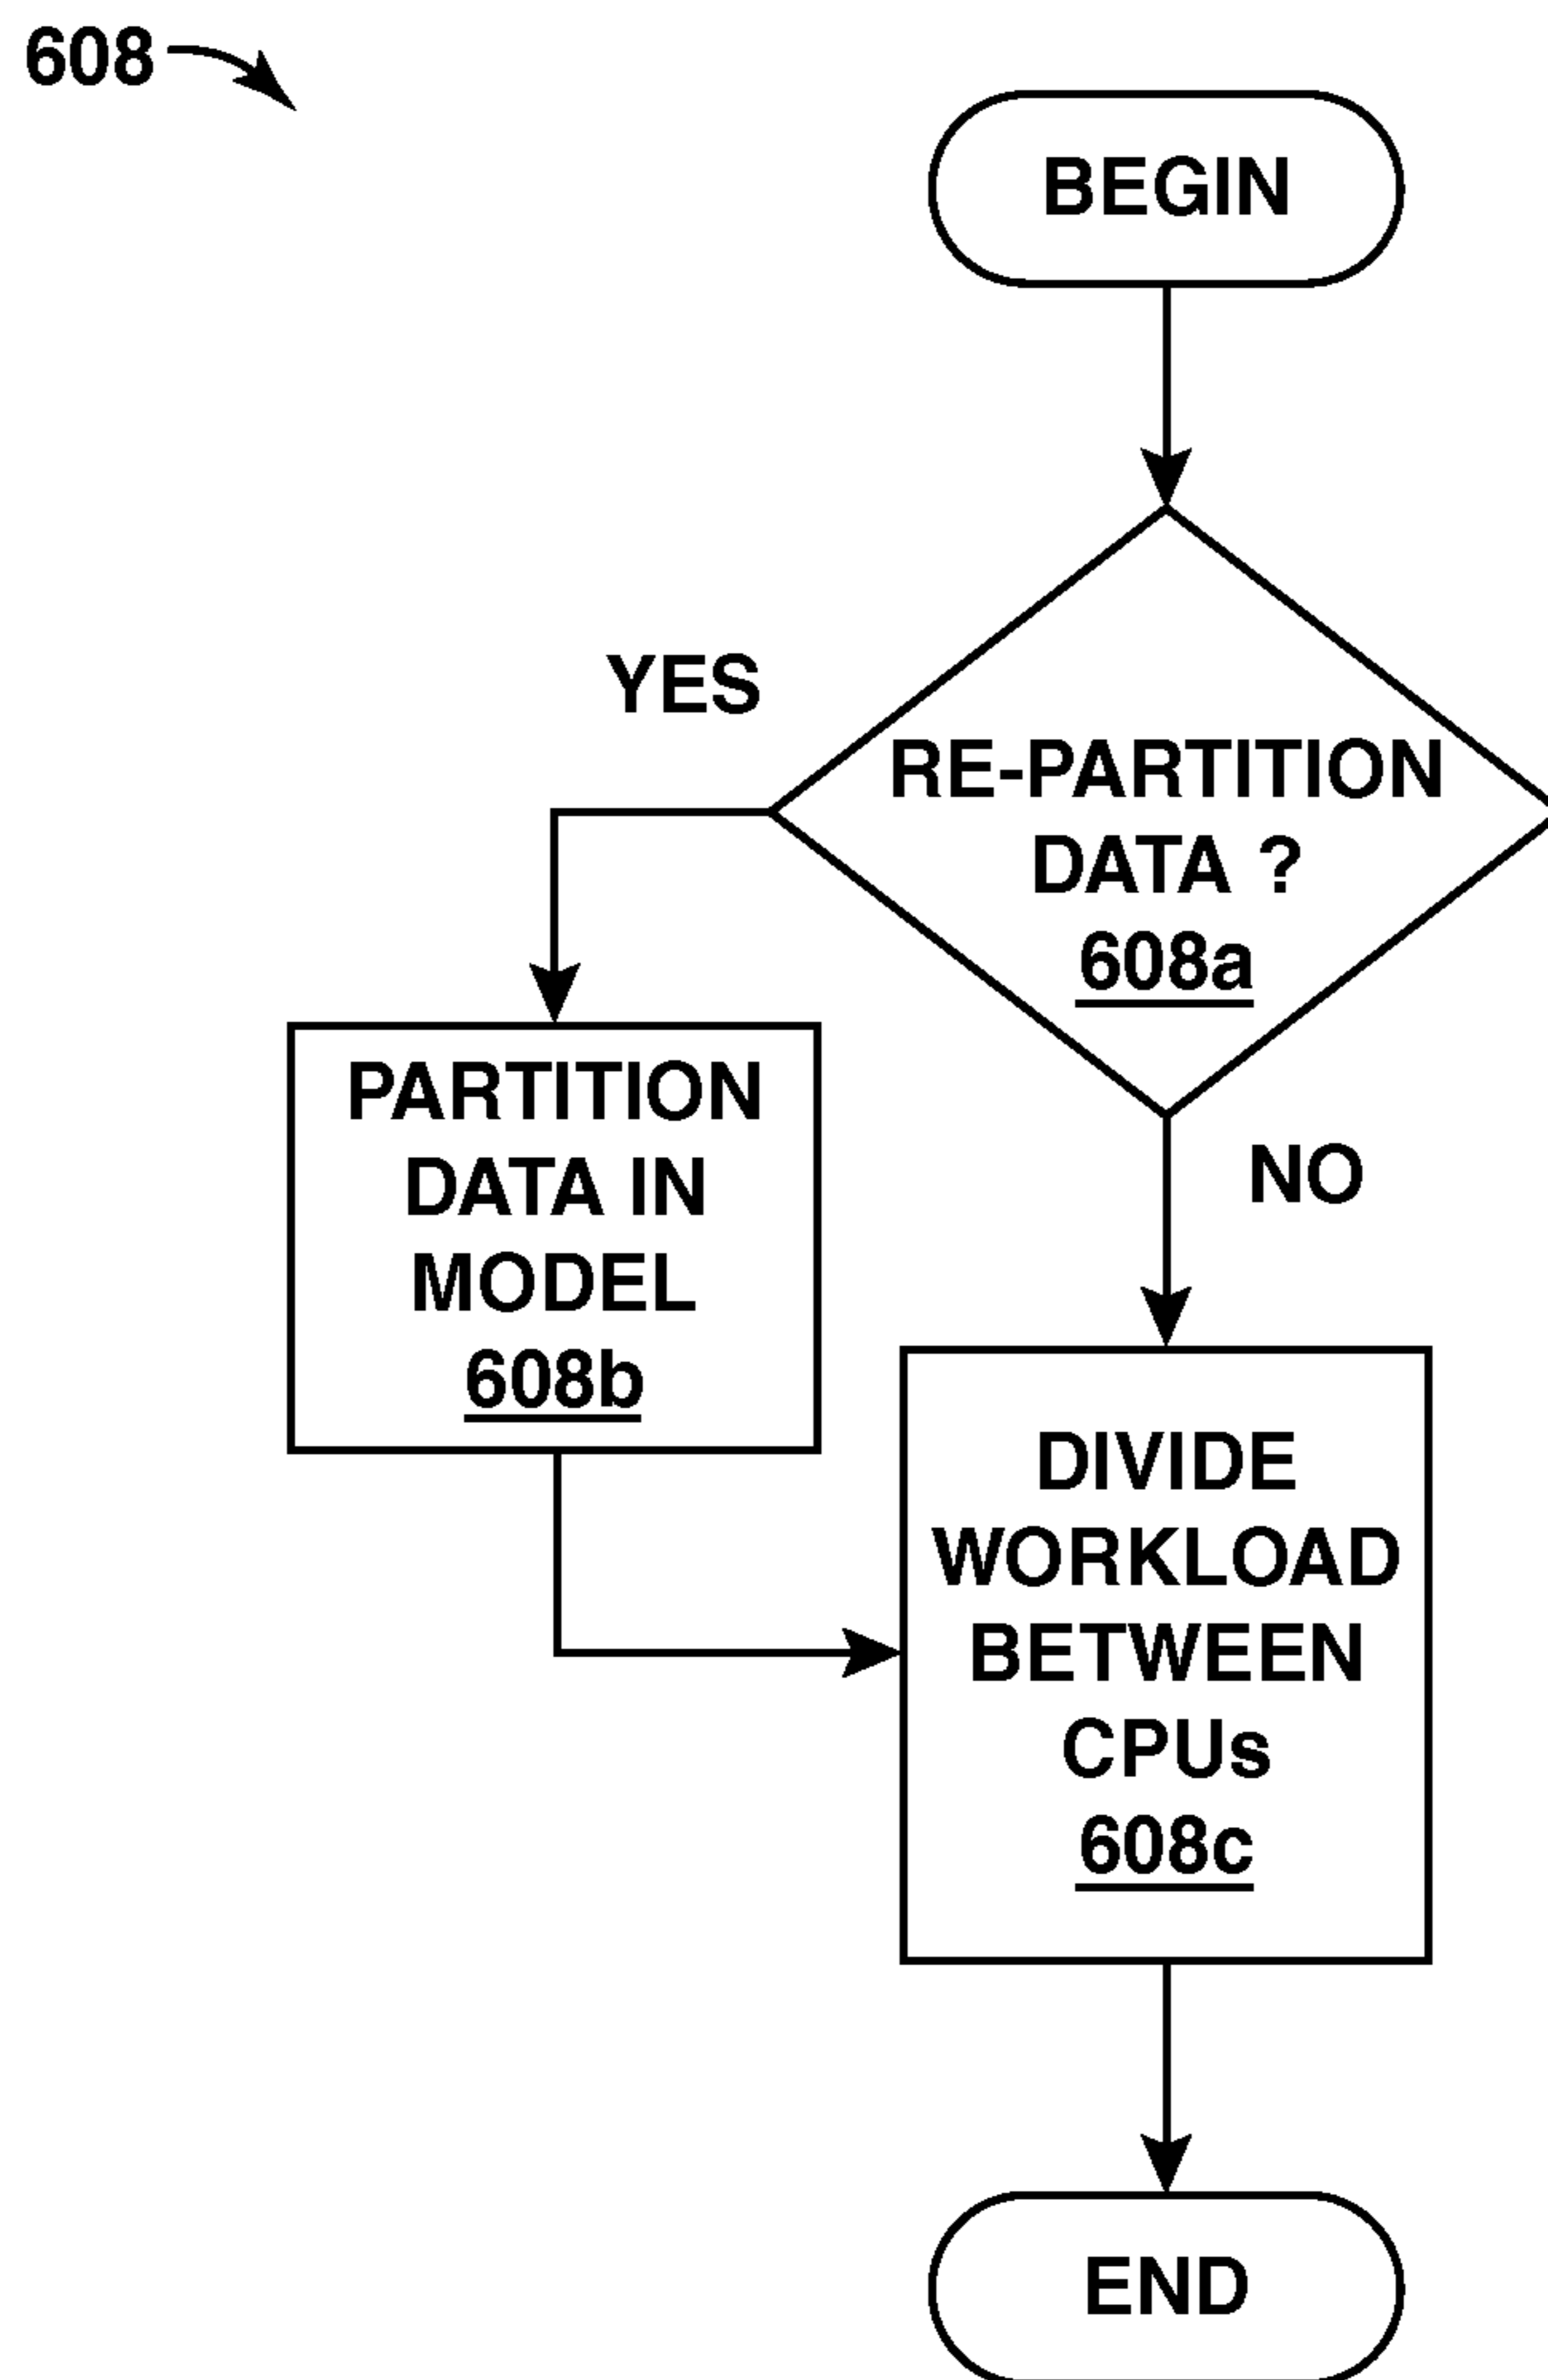 608
BEGIN
YES
RE-PARTITION
DATA ?
608a
PARTITION
DATA IN
MODEL
608b
NO
DIVIDE
WORKLOAD
BETWEEN
CPUs
608c
END